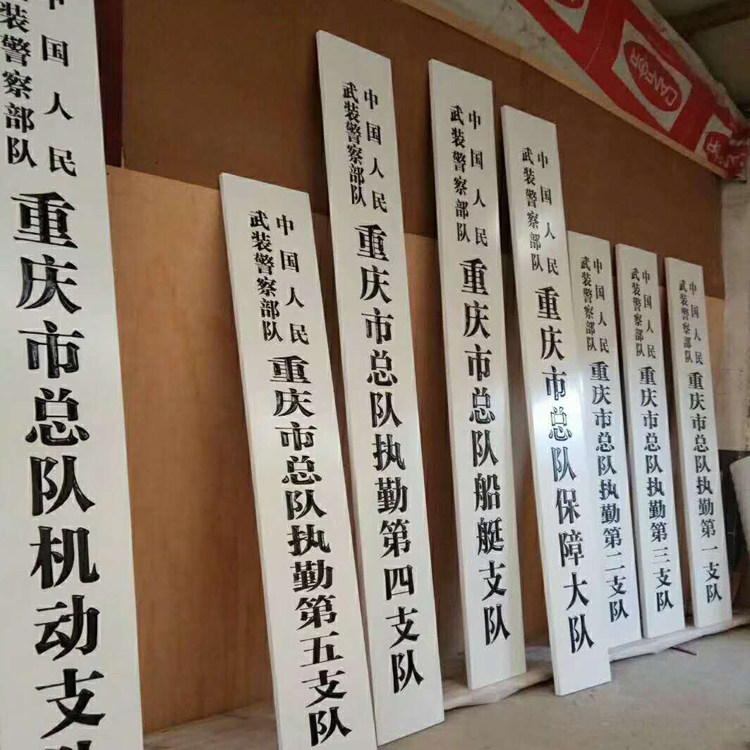 中国人民
装警察部队
重庆市总队机动支队
中国人民
武装警察部队
重庆市总队执勤第五支队
中国人民
武装警察部队
重庆市总队执勤第四支队
中国人民
武装警察部队
重庆市总队船艇支队
中国人民
武装警察部队
重庆市总队保障大队
中国人民
武装警察部队
重庆市总队执勤第二支队
中国人民
武装警察部队
重庆市总队执勤第三支队
中国人民
武装警察部队
重庆市总队执勤第一支队
CANFOR